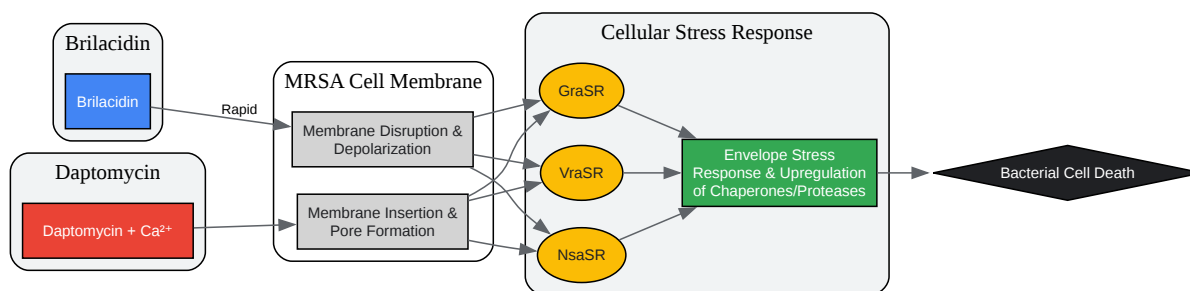 Brilacidin
Brilacidin
Rapid
Daptomycin
Daptomycin + Ca²⁺
MRSA Cell Membrane
Membrane Disruption &
Depolarization
Membrane Insertion &
Pore Formation
Cellular Stress Response
GraSR
VraSR
NsaSR
Envelope Stress
Response & Upregulation
of Chaperones/Proteases
Bacterial Cell Death